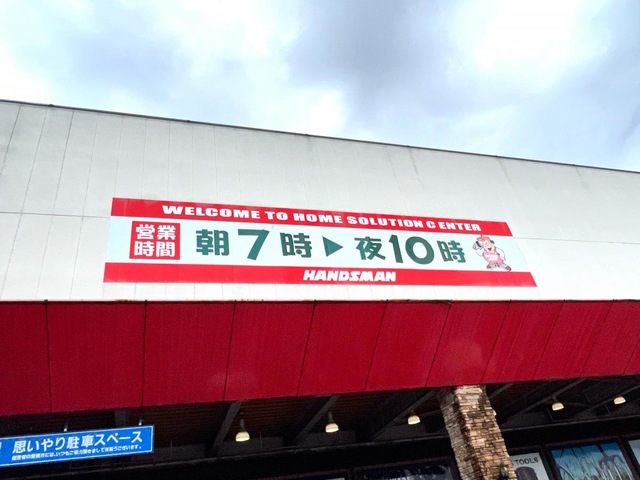 WELCOME TO HOME SOLUTION CENTER
営業時間
朝7時▶夜10時
HANDSMAN
思いやり駐車スペース
TOOLS